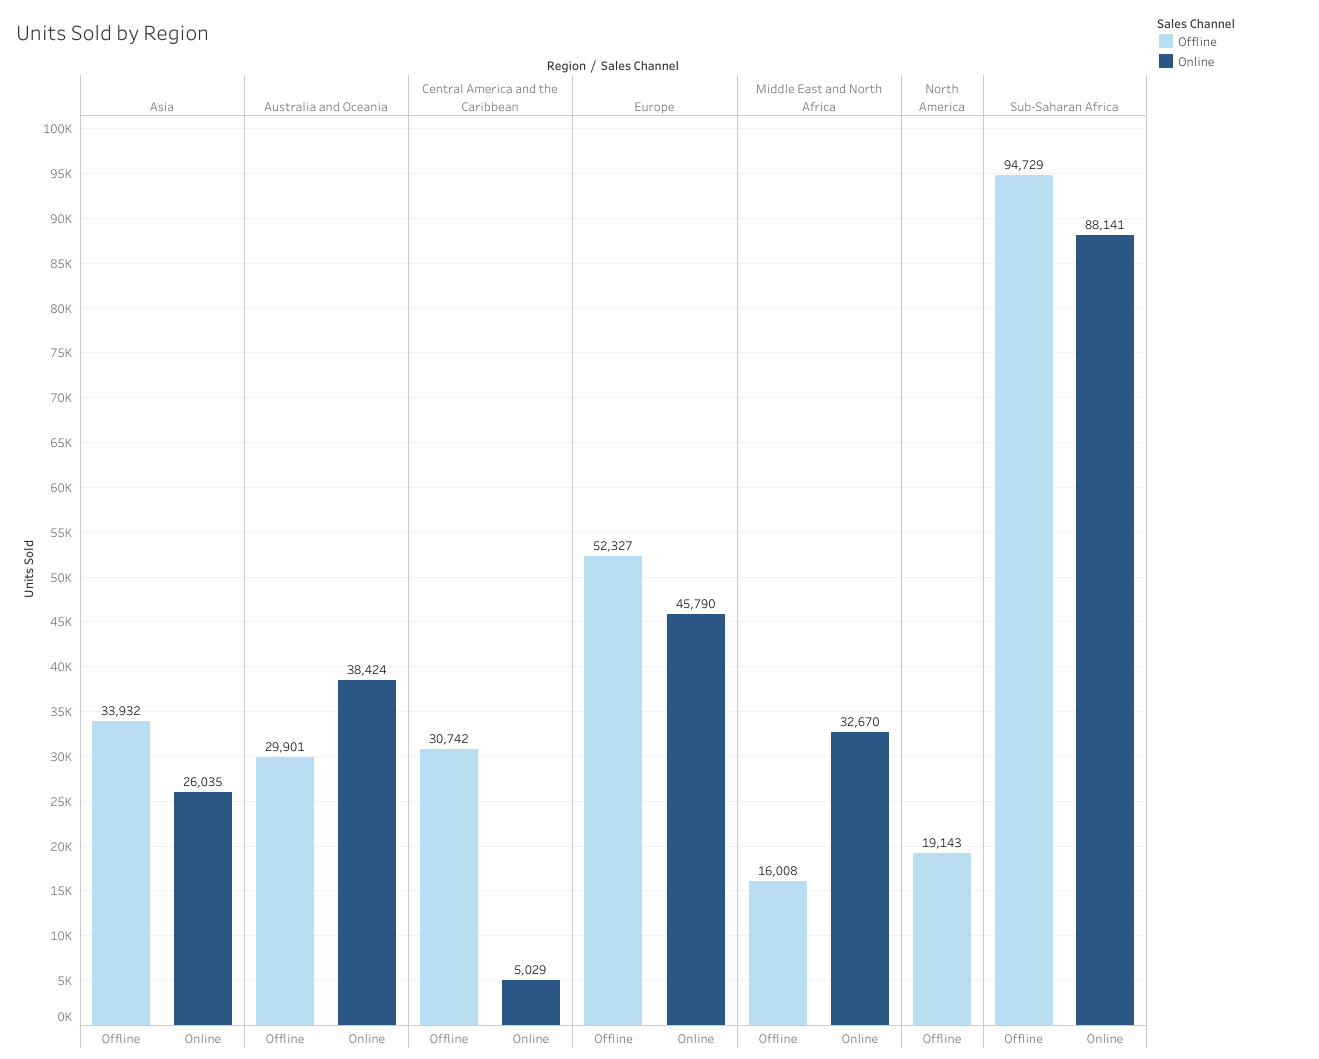 Units Sold by Region
Sales Channel
Offline
Online
Region / Sales Channel
Asia
Australia and Oceania
Central America and the
Caribbean
Europe
Middle East and North
Africa
North
America
Sub-Saharan Africa
Units Sold
100K
95K
90K
85K
80K
75K
70K
65K
60K
55K
50K
45K
40K
35K
30K
25K
20K
15K
10K
5K
0K
33,932
26,035
29,901
38,424
30,742
5,029
52,327
45,790
16,008
32,670
19,143
94,729
88,141
Offline
Online
Offline
Online
Offline
Online
Offline
Online
Offline
Online
Offline
Offline
Online